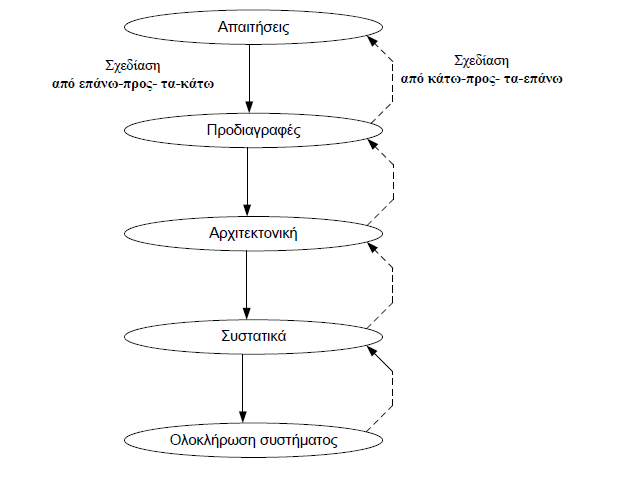 Απαιτήσεις
Σχεδίαση
από επάνω-προς- τα-κάτω
Σχεδίαση
από κάτω-προς- τα-επάνω
Προδιαγραφές
Αρχιτεκτονική
Συστατικά
Ολοκλήρωση συστήματος